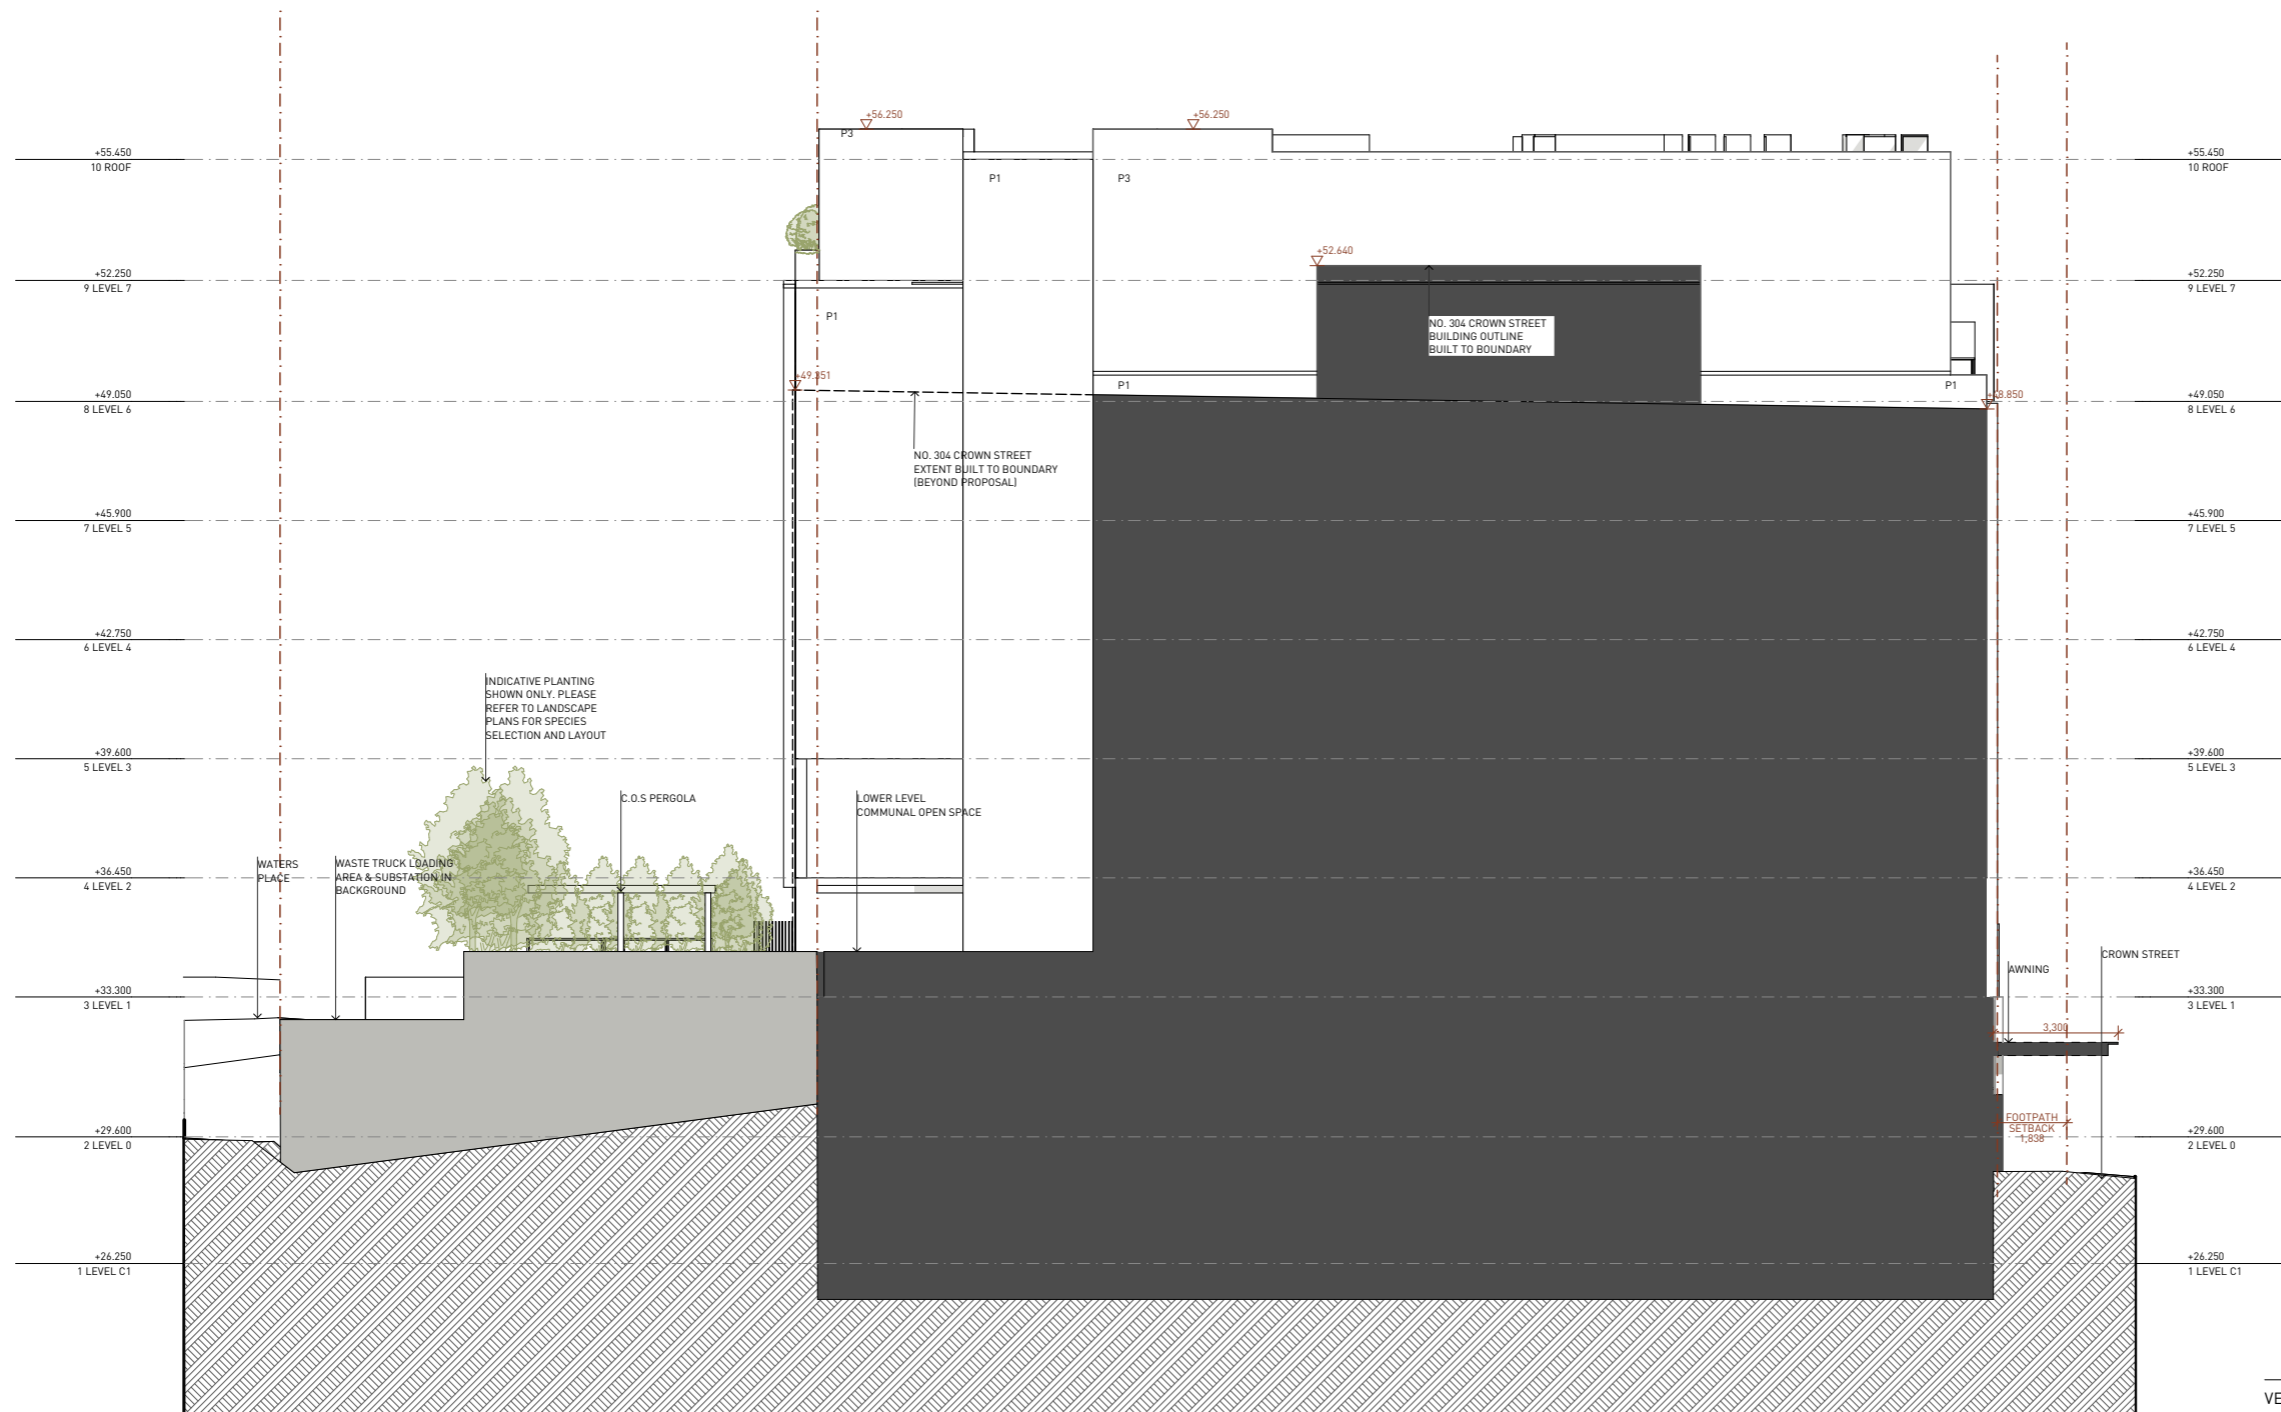 +56.250
+56.250
P3
+55.450
10 ROOF
+55.450
10 ROOF
P1
P3
+52.640
+52.250
9 LEVEL 7
+52.250
9 LEVEL 7
P1
NO. 304 CROWN STREET
BUILDING OUTLINE
BUILT TO BOUNDARY
P1
P1
+49.050
8 LEVEL 6
+49.050
8 LEVEL 6
NO. 304 CROWN STREET
EXTENT BUILT TO BOUNDARY
(BEYOND PROPOSAL)
+45.900
7 LEVEL 5
+45.900
7 LEVEL 5
+42.750
6 LEVEL 4
+42.750
6 LEVEL 4
INDICATIVE PLANTING
SHOWN ONLY. PLEASE
REFER TO LANDSCAPE
PLANS FOR SPECIES
SELECTION AND LAYOUT
+39.600
5 LEVEL 3
+39.600
5 LEVEL 3
C.O.S PERGOLA
LOWER LEVEL
COMMUNAL OPEN SPACE
WATERS
PLACE
WASTE TRUCK LOADING
AREA & SUBSTATION IN
BACKGROUND
+36.450
4 LEVEL 2
+36.450
4 LEVEL 2
CROWN STREET
AWNING
+33.300
3 LEVEL 1
+33.300
3 LEVEL 1
3,300
FOOTPATH
SETBACK
1,838
+29.600
2 LEVEL 0
+29.600
2 LEVEL 0
+26.250
1 LEVEL C1
+26.250
1 LEVEL C1
VE